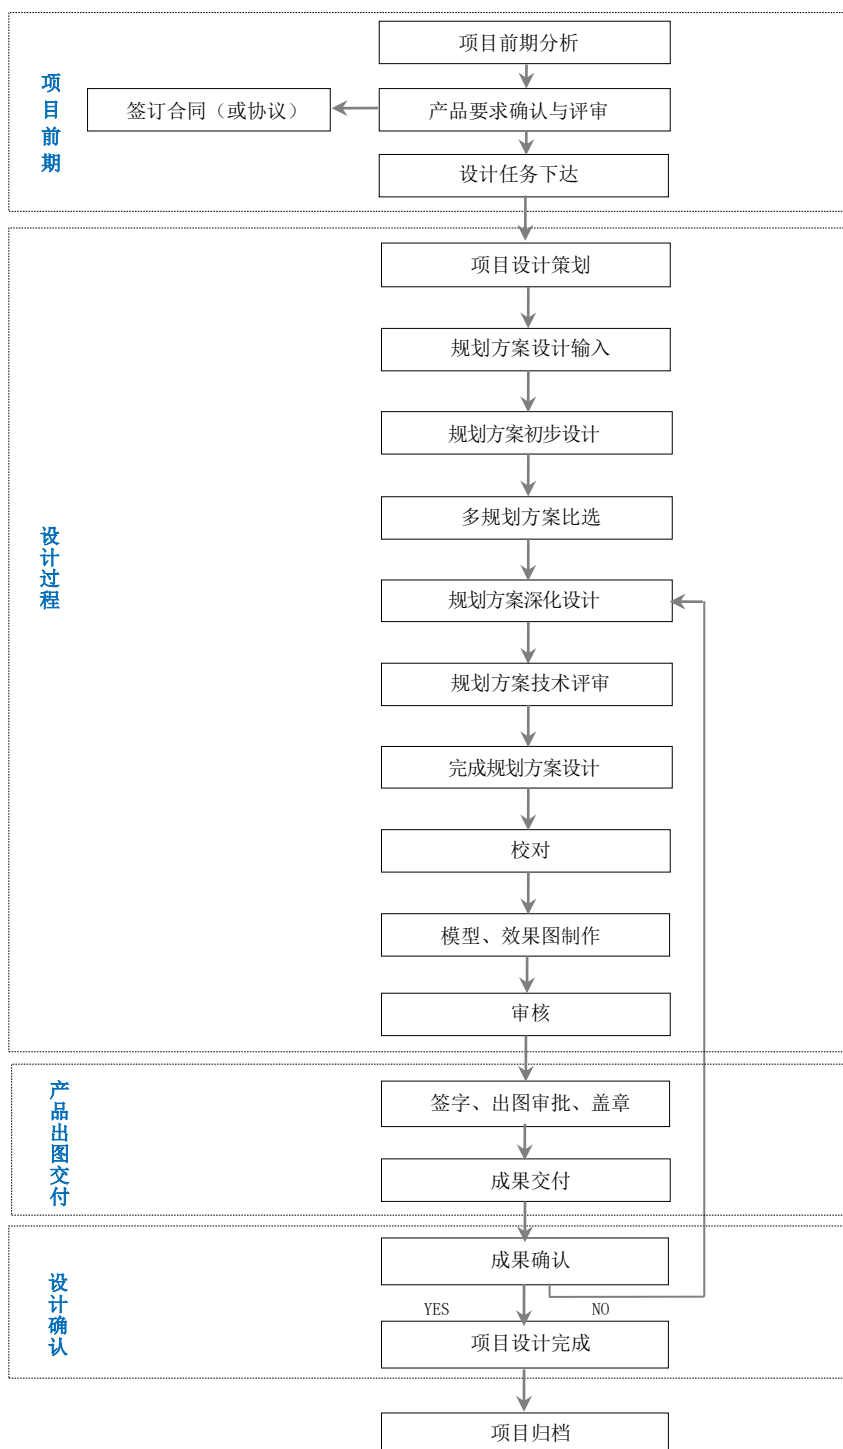 项目前期
项目前期分析
签订合同（或协议）
产品要求确认与评审
设计任务下达
设计过程
项目设计策划
规划方案设计输入
规划方案初步设计
多规划方案比选
规划方案深化设计
规划方案技术评审
完成规划方案设计
校对
模型、效果图制作
审核
产品出图交付
签字、出图审批、盖章
成果交付
设计确认
成果确认
YES
NO
项目设计完成
项目归档